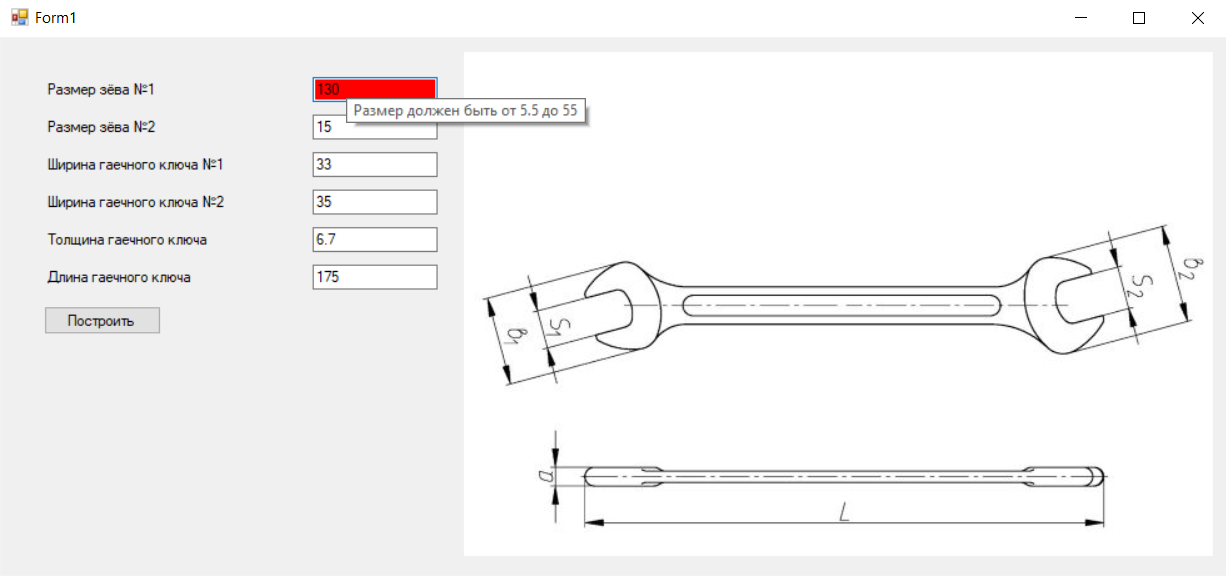 Form1
Размер зёва №1
130
Размер должен быть от 5.5 до 55
Размер зёва №2
15
Ширина гаечного ключа №1
33
Ширина гаечного ключа №2
35
Толщина гаечного ключа
6.7
Длина гаечного ключа
175
Построить
в1
S1
S2
в2
а
L